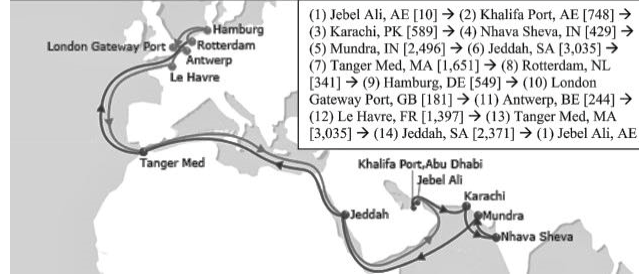 (1) Jebel Ali, AE [10] → (2) Khalifa Port, AE [748] →
(3) Karachi, PK [589] → (4) Nhava Sheva, IN [429] →
(5) Mundra, IN [2,496] → (6) Jeddah, SA [3,035] →
(7) Tanger Med, MA [1,651] → (8) Rotterdam, NL
[341] → (9) Hamburg, DE [549] → (10) London
Gateway Port, GB [181] → (11) Antwerp, BE [244] →
(12) Le Havre, FR [1,397] → (13) Tanger Med, MA
[3,035] → (14) Jeddah, SA [2,371] → (1) Jebel Ali, AE
Hamburg
London Gateway Port
Rotterdam
Antwerp
Le Havre
Tanger Med
Khalifa Port,Abu Dhabi
Jebel Ali
Karachi
Mundra
Jeddah
Nhava Sheva